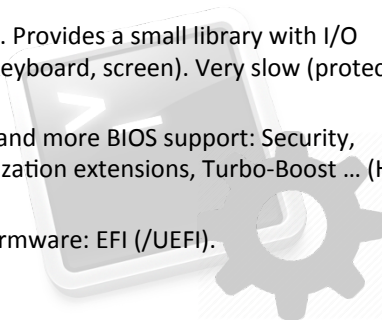 . Provides a small library with I/O
eyboard, screen). Very slow (protec
and more BIOS support: Security,
ization extensions, Turbo-Boost … (H
rmware: EFI (/UEFI).